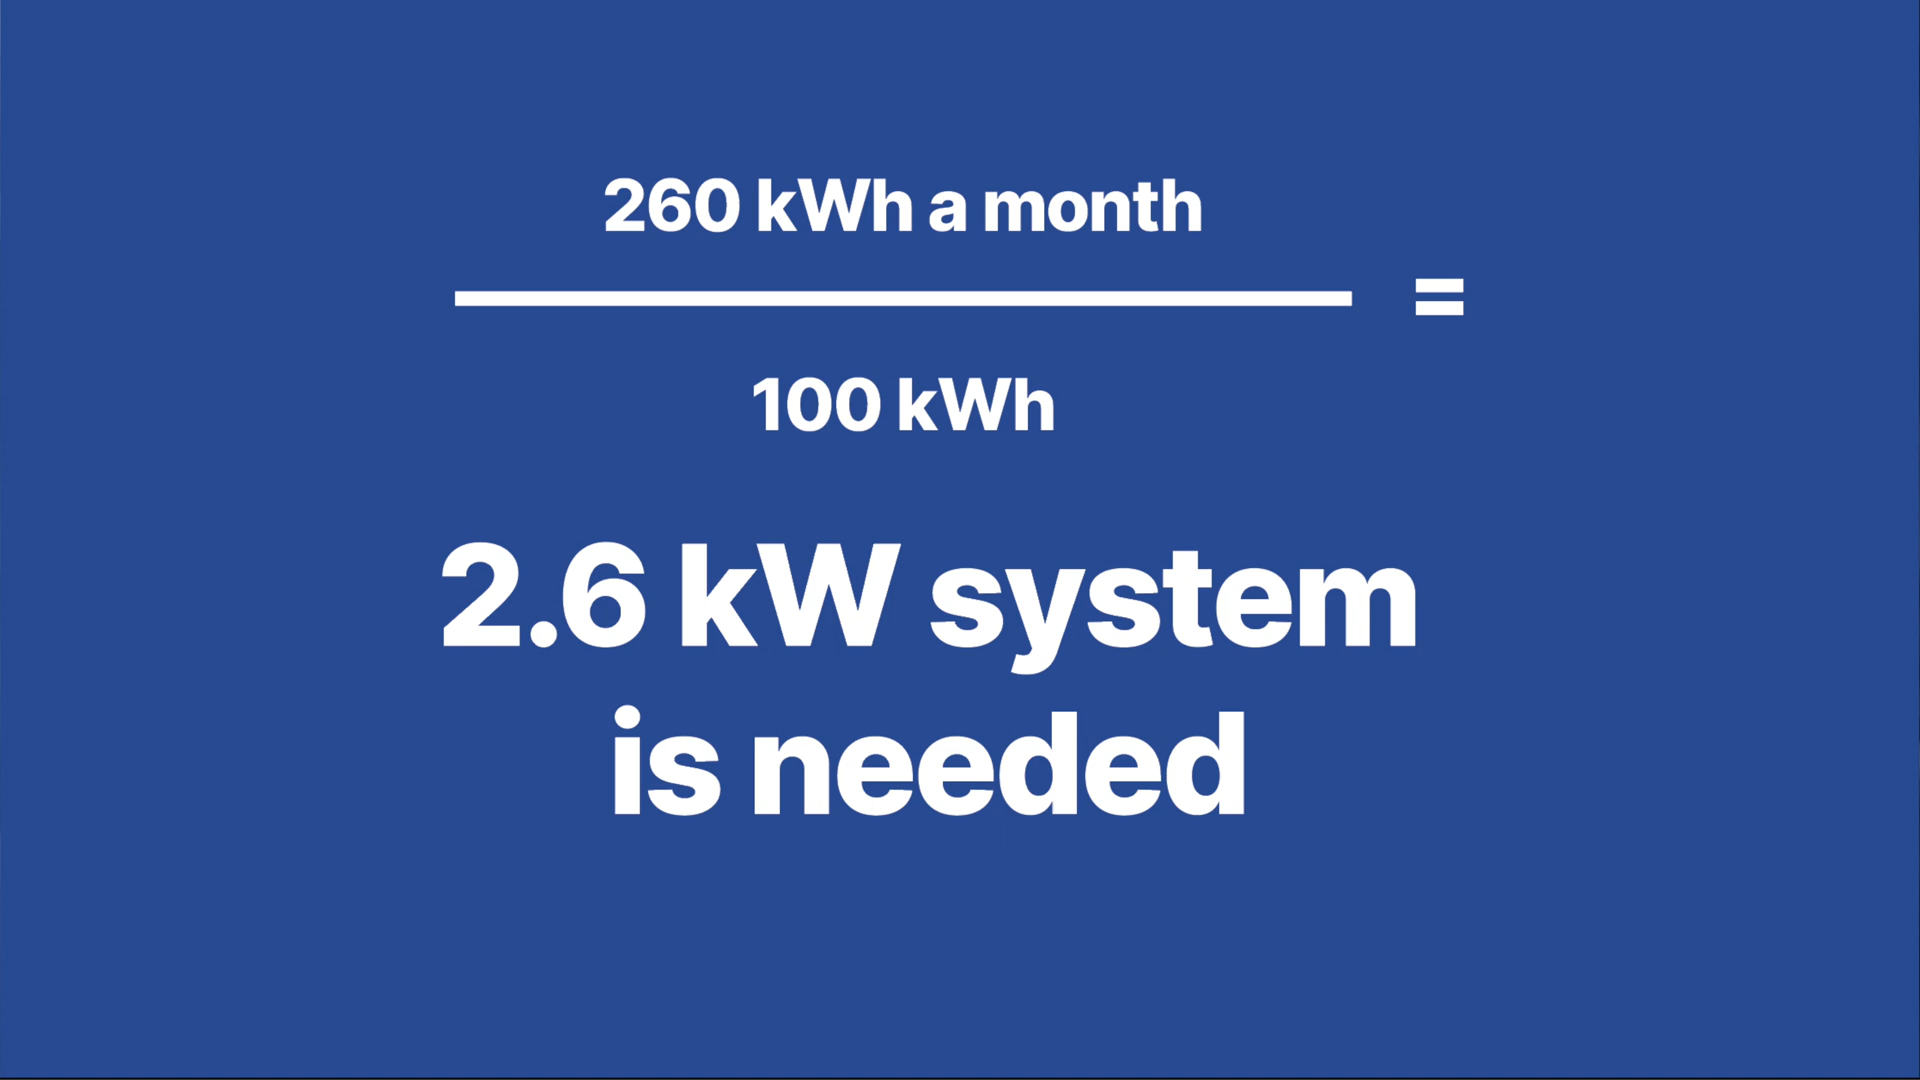 260 kWh a month
=
100 kWh
2.6 kW system
is needed